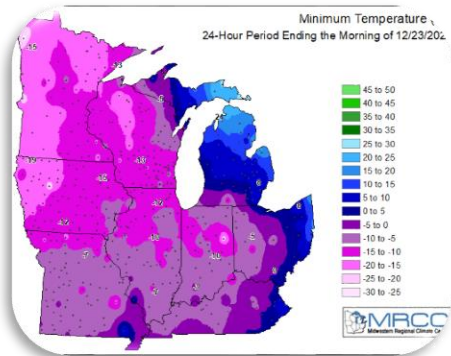 Minimum Temperature
24-Hour Period Ending the Morning of 12/23/202
45 to 50
40 to 45
35 to 40
30 to 35
25 to 30
20 to 25
15 to 20
10 to 15
5 to 10
0 to 5
-5 to 0
-10 to -5
-15 to -10
-20 to -15
-25 to -20
-30 to -25
MRCC
Midwestern Regional Climate Ce